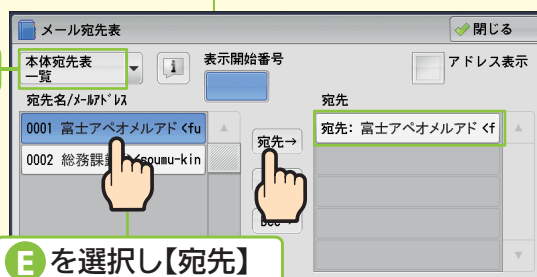 メール宛先表
閉じる
本体宛先表
一覧
表示開始番号
アドレス表示
宛先名/メールアドレス
宛先
0001 富士アペオメルアド <fu
宛先→
宛先: 富士アペオメルアド <f
0002 総務課
soumu-kin
Eを選択し【宛先】